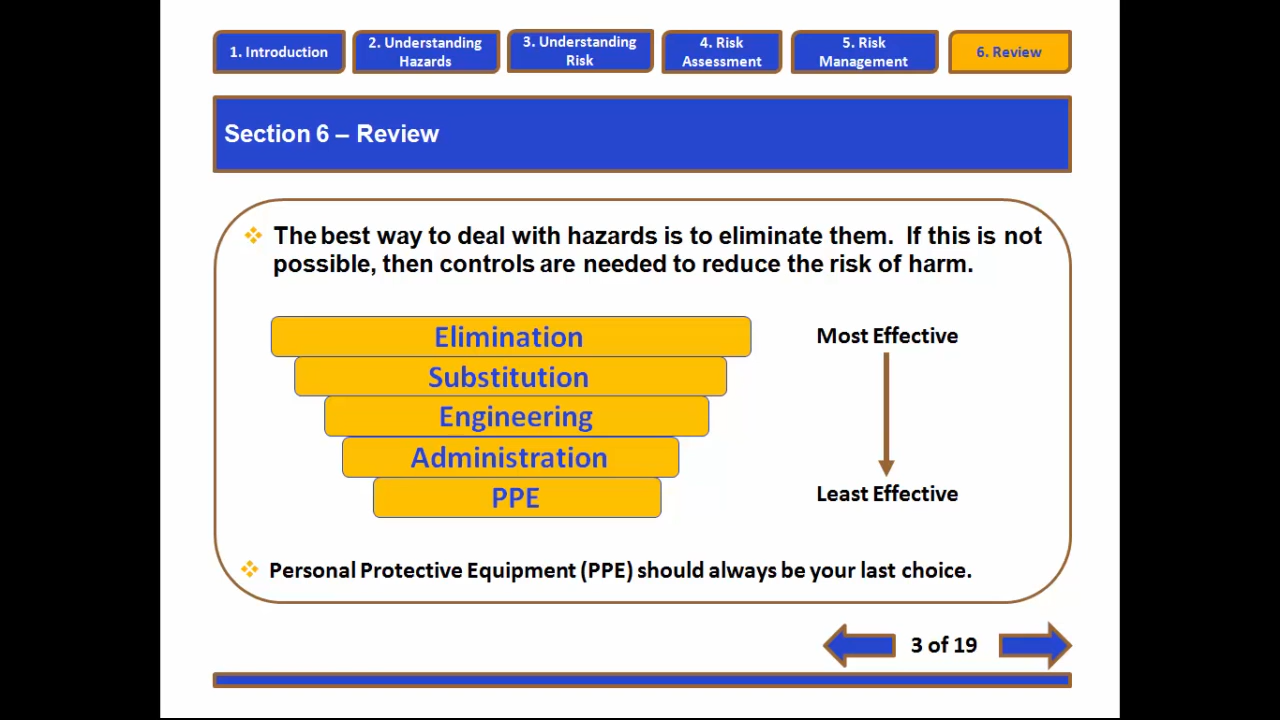 1. Introduction
2. Understanding
Hazards
3. Understanding
Risk
4. Risk
Assessment
5. Risk
Management
6. Review
Section 6 – Review
The best way to deal with hazards is to eliminate them. If this is not
possible, then controls are needed to reduce the risk of harm.
Elimination
Substitution
Engineering
Administration
PPE
Most Effective
Least Effective
Personal Protective Equipment (PPE) should always be your last choice.
3 of 19